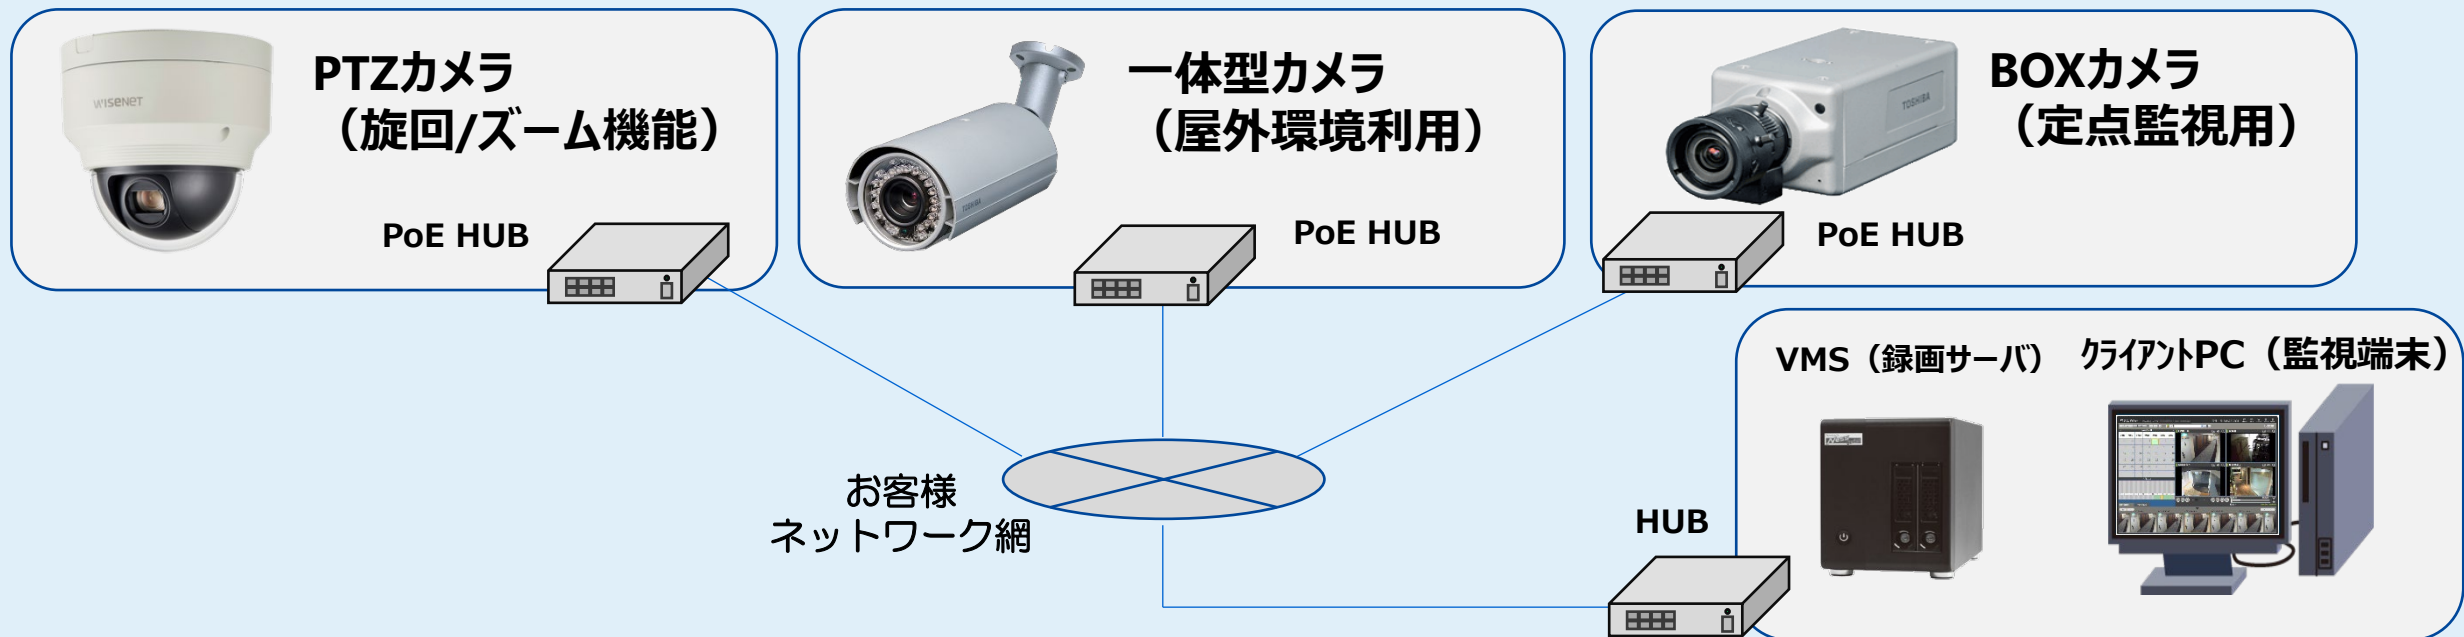 WISENET
PTZカメラ
（旋回/ズーム機能）
PoE HUB
TOSHIBA
一体型カメラ
（屋外環境利用）
PoE HUB
TOSHIBA
BOXカメラ
（定点監視用）
PoE HUB
VMS（録画サーバ）
ｸﾗｲｱﾝﾄPC（監視端末）
お客様
ネットワーク網
HUB